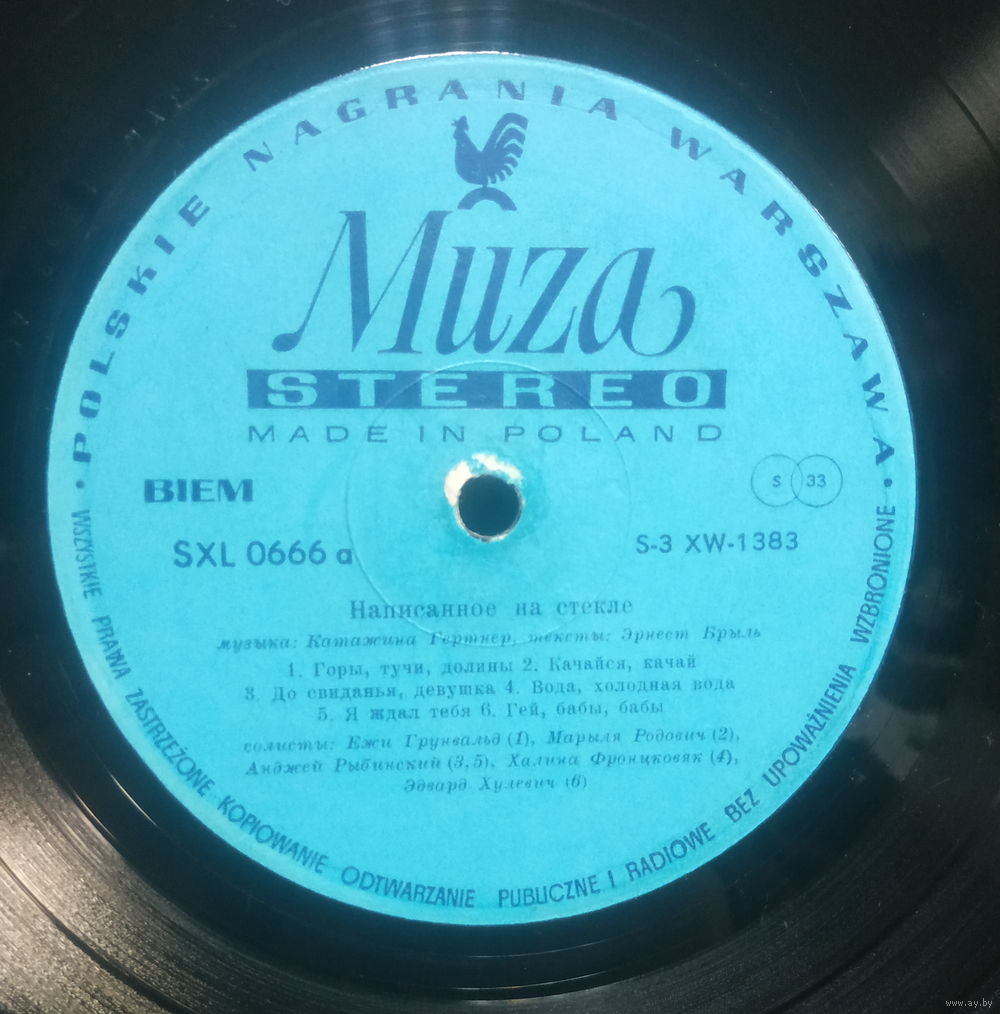 POLSKIE NAGRANIA WARSZAWA
Muza
STEREO
MADE IN POLAND
BIEM
S 33
SXL 0666 a
S-3 XW-1383
Написанное на стекле
музыка: Катажина Гертнер, тексты: Эрнест Брыль
1. Горы, тучи, долины 2. Качайся, качай
3. До свиданья, девушка 4. Вода, холодная вода
5. Я ждал тебя 6. Гей, бабы, бабы
солисты: Ежи Грунвальд (1), Марыля Родович (2),
Анджей Рыбинский (3, 5), Халина Фронцковяк (4),
Эдвард Хулевич (6)
WSZYSTKIE PRAWA ZASTRZEŻONE KOPIOWANIE ODTWARZANIE PUBLICZNE I RADIOWE BEZ UPOWAŻNIENIA WZBRONIONE
www.ay.by